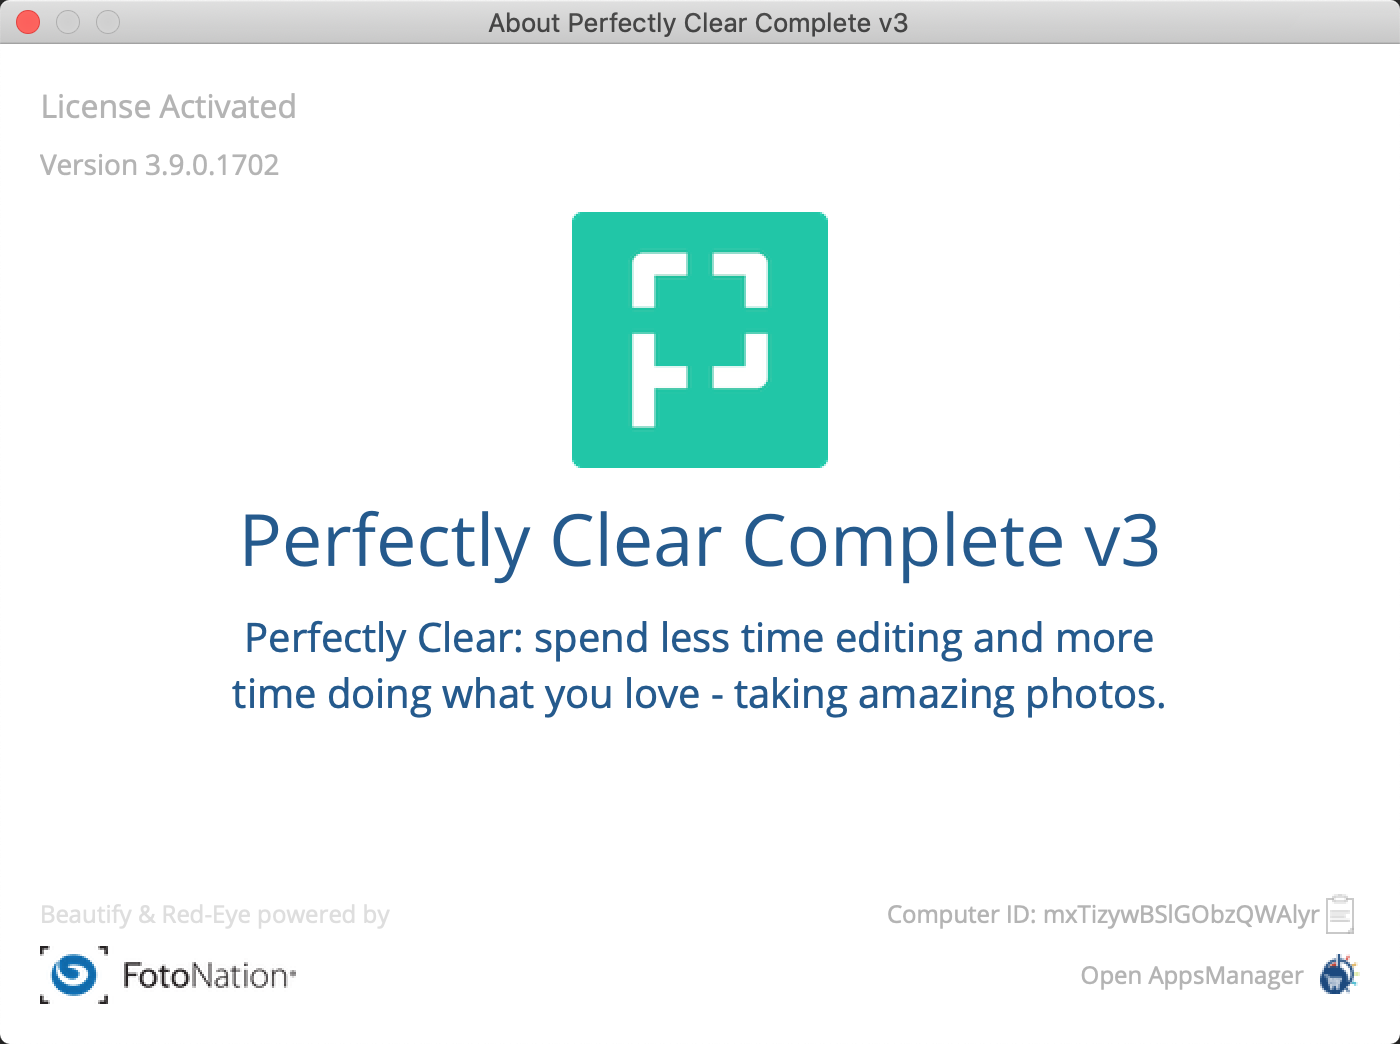 About Perfectly Clear Complete v3
License Activated
Version 3.9.0.1702
Perfectly Clear Complete v3
Perfectly Clear: spend less time editing and more
time doing what you love - taking amazing photos.
Beautify & Red-Eye powered by
FotoNation
Computer ID: mxTizywBSlGObzQWAlyr
Open AppsManager